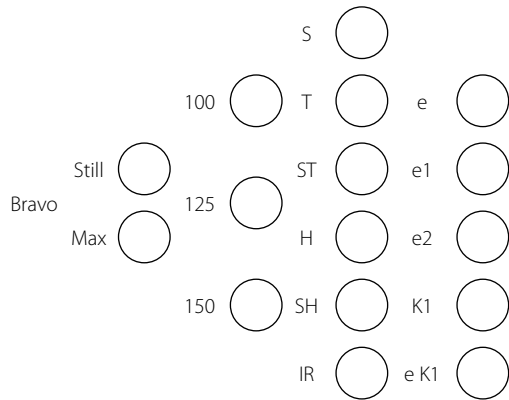 S
100 T e
Still ST e1
Bravo 125
Max H e2
150 SH K1
IR e K1